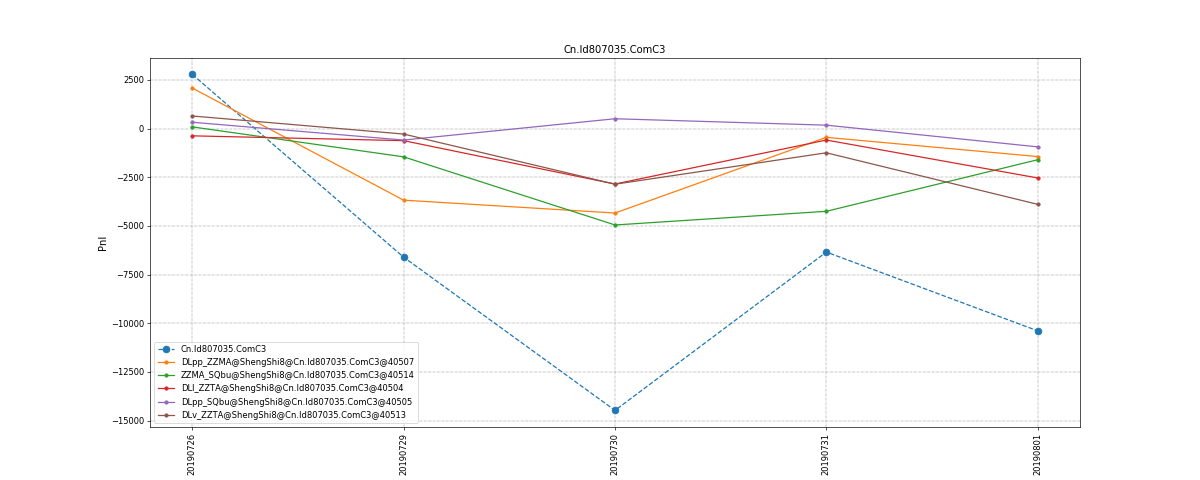 Cn.Id807035.ComC3
2500
0
−2500
−5000
−7500
−10000
−12500
−15000
Pnl
Cn.Id807035.ComC3
DLpp_ZZMA@ShengShi8@Cn.Id807035.ComC3@40507
ZZMA_SQbu@ShengShi8@Cn.Id807035.ComC3@40514
DLl_ZZTA@ShengShi8@Cn.Id807035.ComC3@40504
DLpp_SQbu@ShengShi8@Cn.Id807035.ComC3@40505
DLv_ZZTA@ShengShi8@Cn.Id807035.ComC3@40513
20190726
20190729
20190730
20190731
20190801